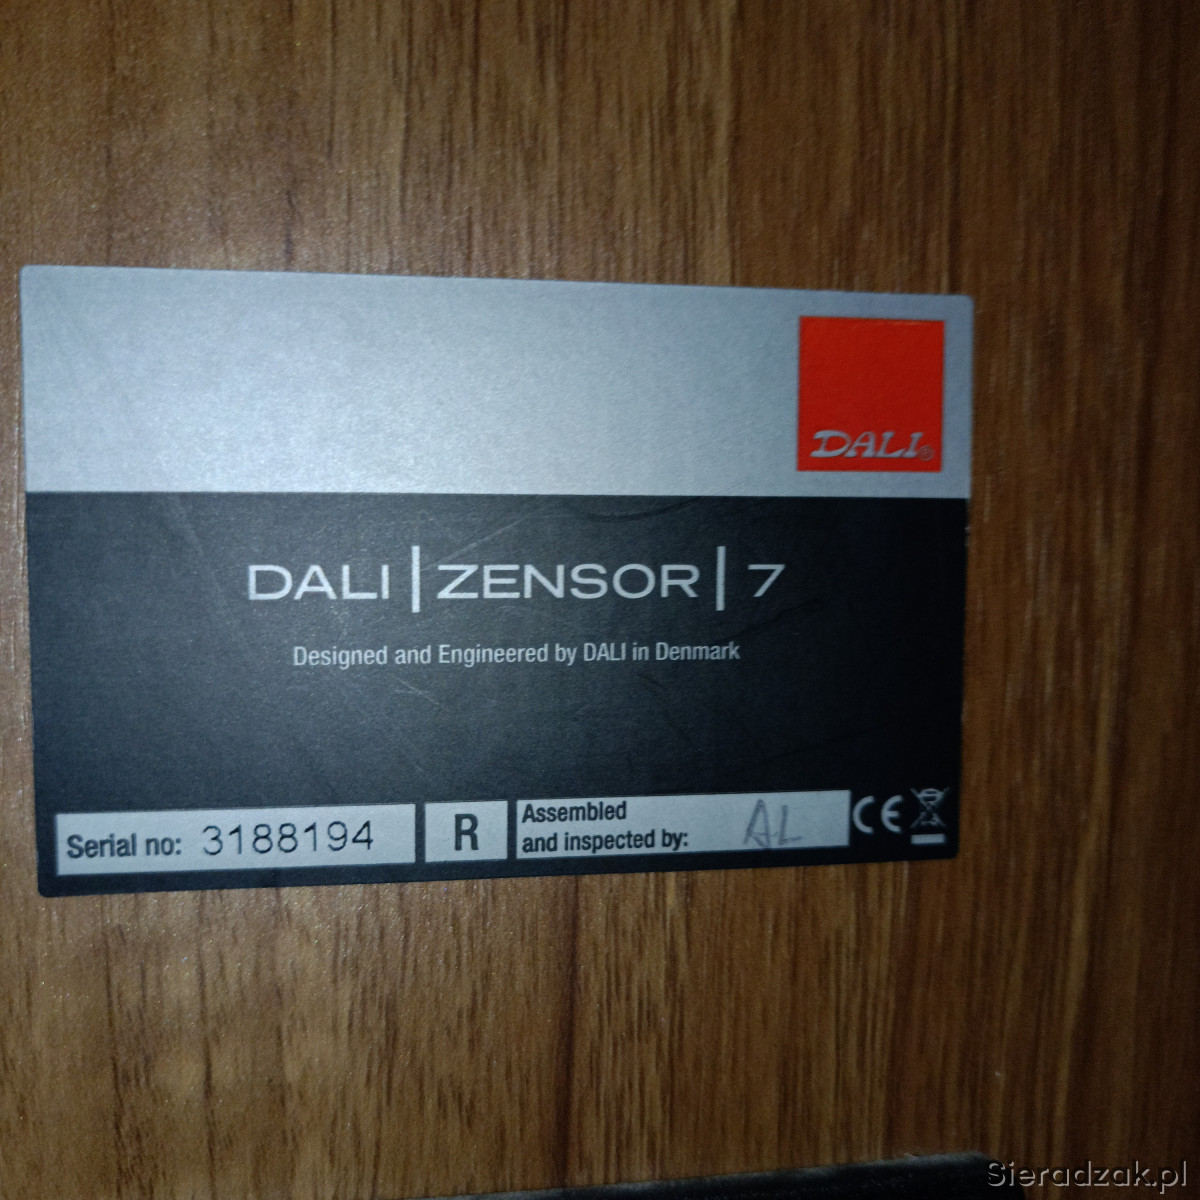 DALI®
DALI | ZENSOR | 7
Designed and Engineered by DALI in Denmark
Serial no: 3188194
R
Assembled
and inspected by: AL
CE
Sieradzak.pl